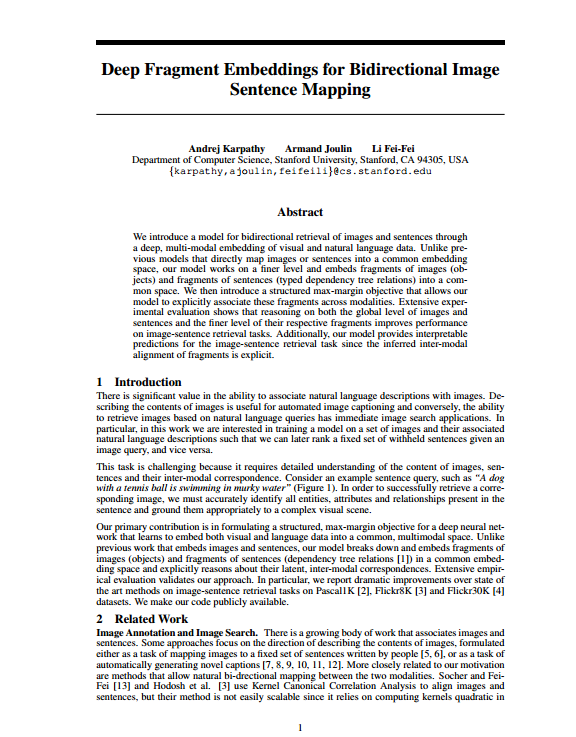 Deep Fragment Embeddings for Bidirectional Image
Sentence Mapping
Andrej Karpathy Armand Joulin Li Fei-Fei
Department of Computer Science, Stanford University, Stanford, CA 94305, USA
{karpathy,ajoulin,feifeili}@cs.stanford.edu
Abstract
We introduce a model for bidirectional retrieval of images and sentences through
a deep, multi-modal embedding of visual and natural language data. Unlike pre-
vious models that directly map images or sentences into a common embedding
space, our model works on a finer level and embeds fragments of images (ob-
jects) and fragments of sentences (typed dependency tree relations) into a com-
mon space. We then introduce a structured max-margin objective that allows our
model to explicitly associate these fragments across modalities. Extensive exper-
imental evaluation shows that reasoning on both the global level of images and
sentences and the finer level of their respective fragments improves performance
on image-sentence retrieval tasks. Additionally, our model provides interpretable
predictions for the image-sentence retrieval task since the inferred inter-modal
alignment of fragments is explicit.
1 Introduction
There is significant value in the ability to associate natural language descriptions with images. De-
scribing the contents of images is useful for automated image captioning and conversely, the ability
to retrieve images based on natural language queries has immediate image search applications. In
particular, in this work we are interested in training a model on a set of images and their associated
natural language descriptions such that we can later rank a fixed set of withheld sentences given an
image query, and vice versa.
This task is challenging because it requires detailed understanding of the content of images, sen-
tences and their inter-modal correspondence. Consider an example sentence query, such as “A dog
with a tennis ball is swimming in murky water” (Figure 1). In order to successfully retrieve a corre-
sponding image, we must accurately identify all entities, attributes and relationships present in the
sentence and ground them appropriately to a complex visual scene.
Our primary contribution is in formulating a structured, max-margin objective for a deep neural net-
work that learns to embed both visual and language data into a common, multimodal space. Unlike
previous work that embeds images and sentences, our model breaks down and embeds fragments of
images (objects) and fragments of sentences (dependency tree relations [1]) in a common embed-
ding space and explicitly reasons about their latent, inter-modal correspondences. Extensive empir-
ical evaluation validates our approach. In particular, we report dramatic improvements over state of
the art methods on image-sentence retrieval tasks on Pascal1K [2], Flickr8K [3] and Flickr30K [4]
datasets. We make our code publicly available.
2 Related Work
Image Annotation and Image Search. There is a growing body of work that associates images and
sentences. Some approaches focus on the direction of describing the contents of images, formulated
either as a task of mapping images to a fixed set of sentences written by people [5, 6], or as a task of
automatically generating novel captions [7, 8, 9, 10, 11, 12]. More closely related to our motivation
are methods that allow natural bi-drectional mapping between the two modalities. Socher and Fei-
Fei [13] and Hodosh et al. [3] use Kernel Canonical Correlation Analysis to align images and
sentences, but their method is not easily scalable since it relies on computing kernels quadratic in
1